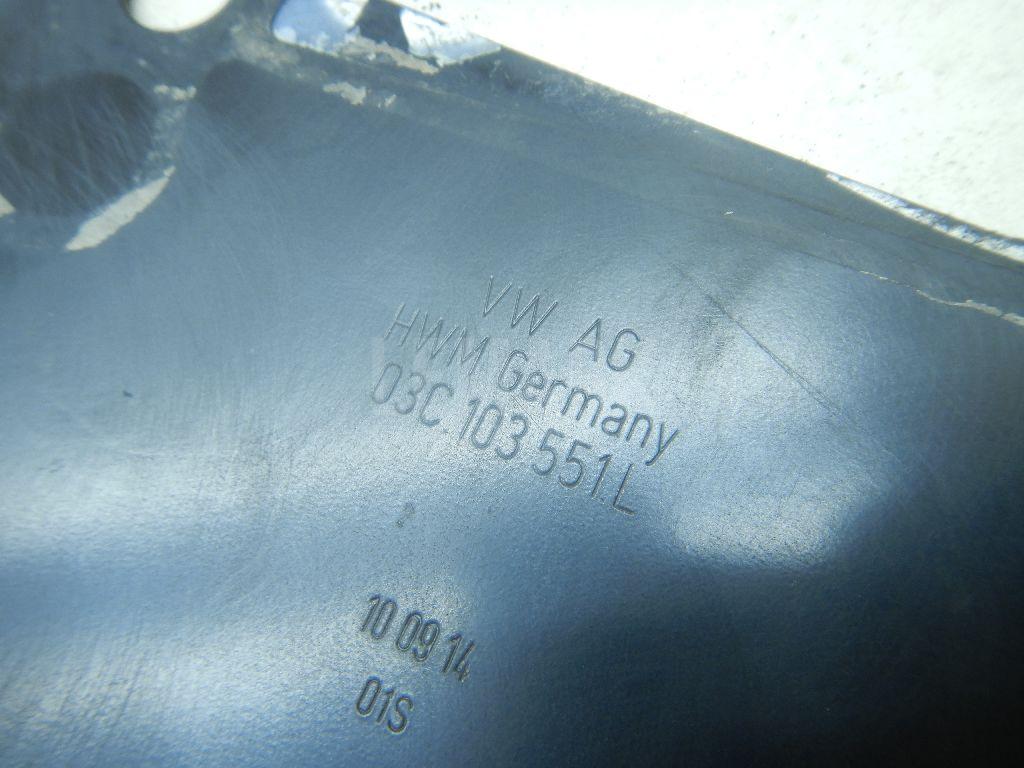 VW AG
HWM Germany
03C.103 551.L
10 09 14
01S